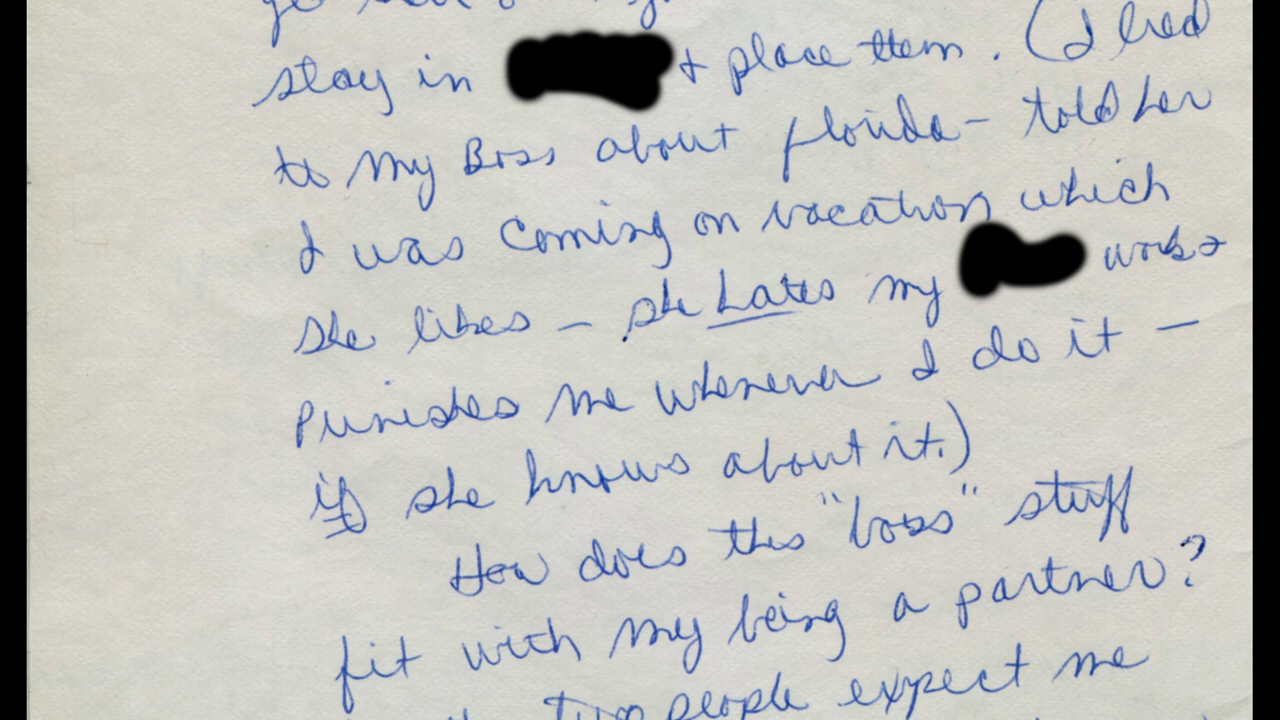 stay in & place them. (I lied
to my Boss about florida - told her
I was coming on vacation which
she likes - she hates my works &
punishes me whenever I do it -
if she knows about it.)
How does this "boss" stuff
fit with my being a partner?
two people expect me